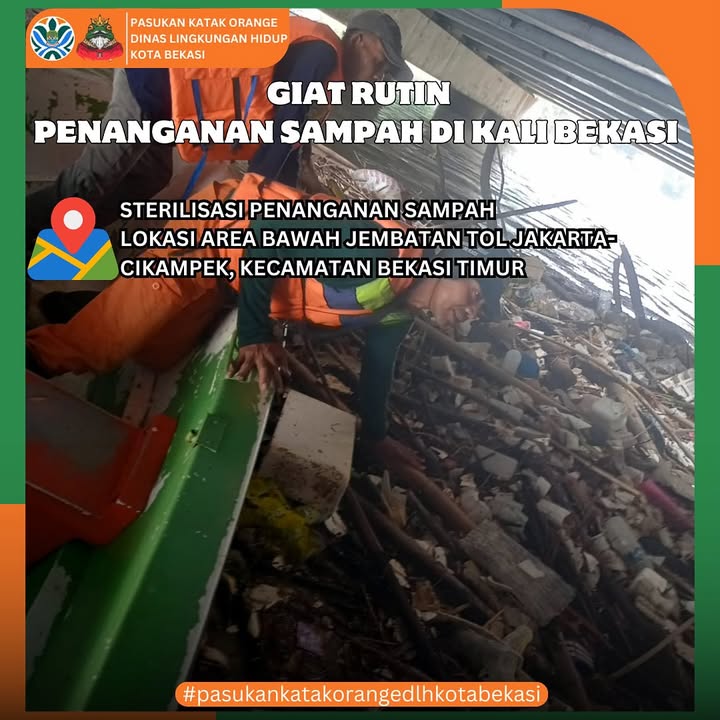 PASUKAN KATAK ORANGE
DINAS LINGKUNGAN HIDUP
KOTA BEKASI
GIAT RUTIN
PENANGANAN SAMPAH DI KALI BEKASI
STERILISASI PENANGANAN SAMPAH
LOKASI AREA BAWAH JEMBATAN TOL JAKARTA-
CIKAMPEK, KECAMATAN BEKASI TIMUR
#pasukankatakorangedlhkotabekasi